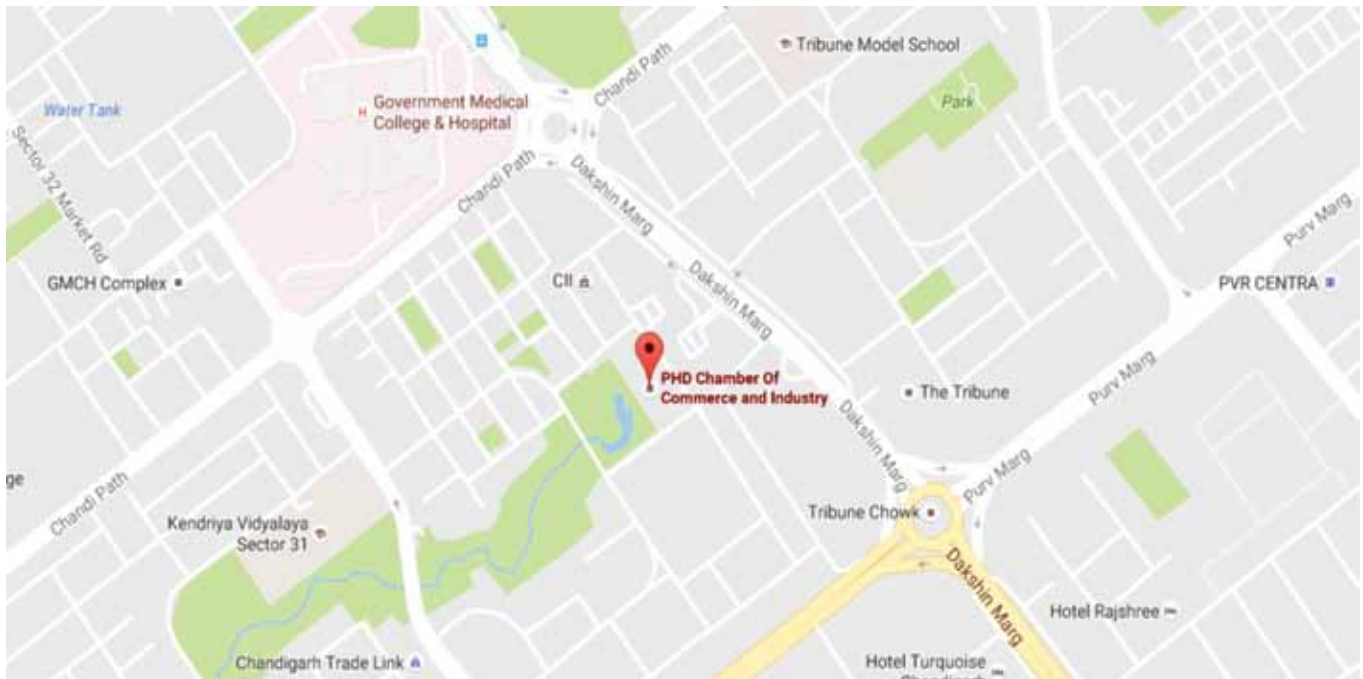 Tribune Model School
Chandi Path
Government Medical
College & Hospital
H
Water Tank
Park
Sector 32 Market Rd
Chandi Path
Dakshin Marg
Purv Marg
GMCH Complex
CII
Dakshin Marg
PVR CENTRA
PHD Chamber Of
Commerce and Industry
The Tribune
Purv Marg
Dakshin Marg
ge
Chandi Path
Purv Marg
Tribune Chowk
Kendriya Vidyalaya
Sector 31
Dakshin Marg
Hotel Rajshree
Chandigarh Trade Link
Hotel Turquoise